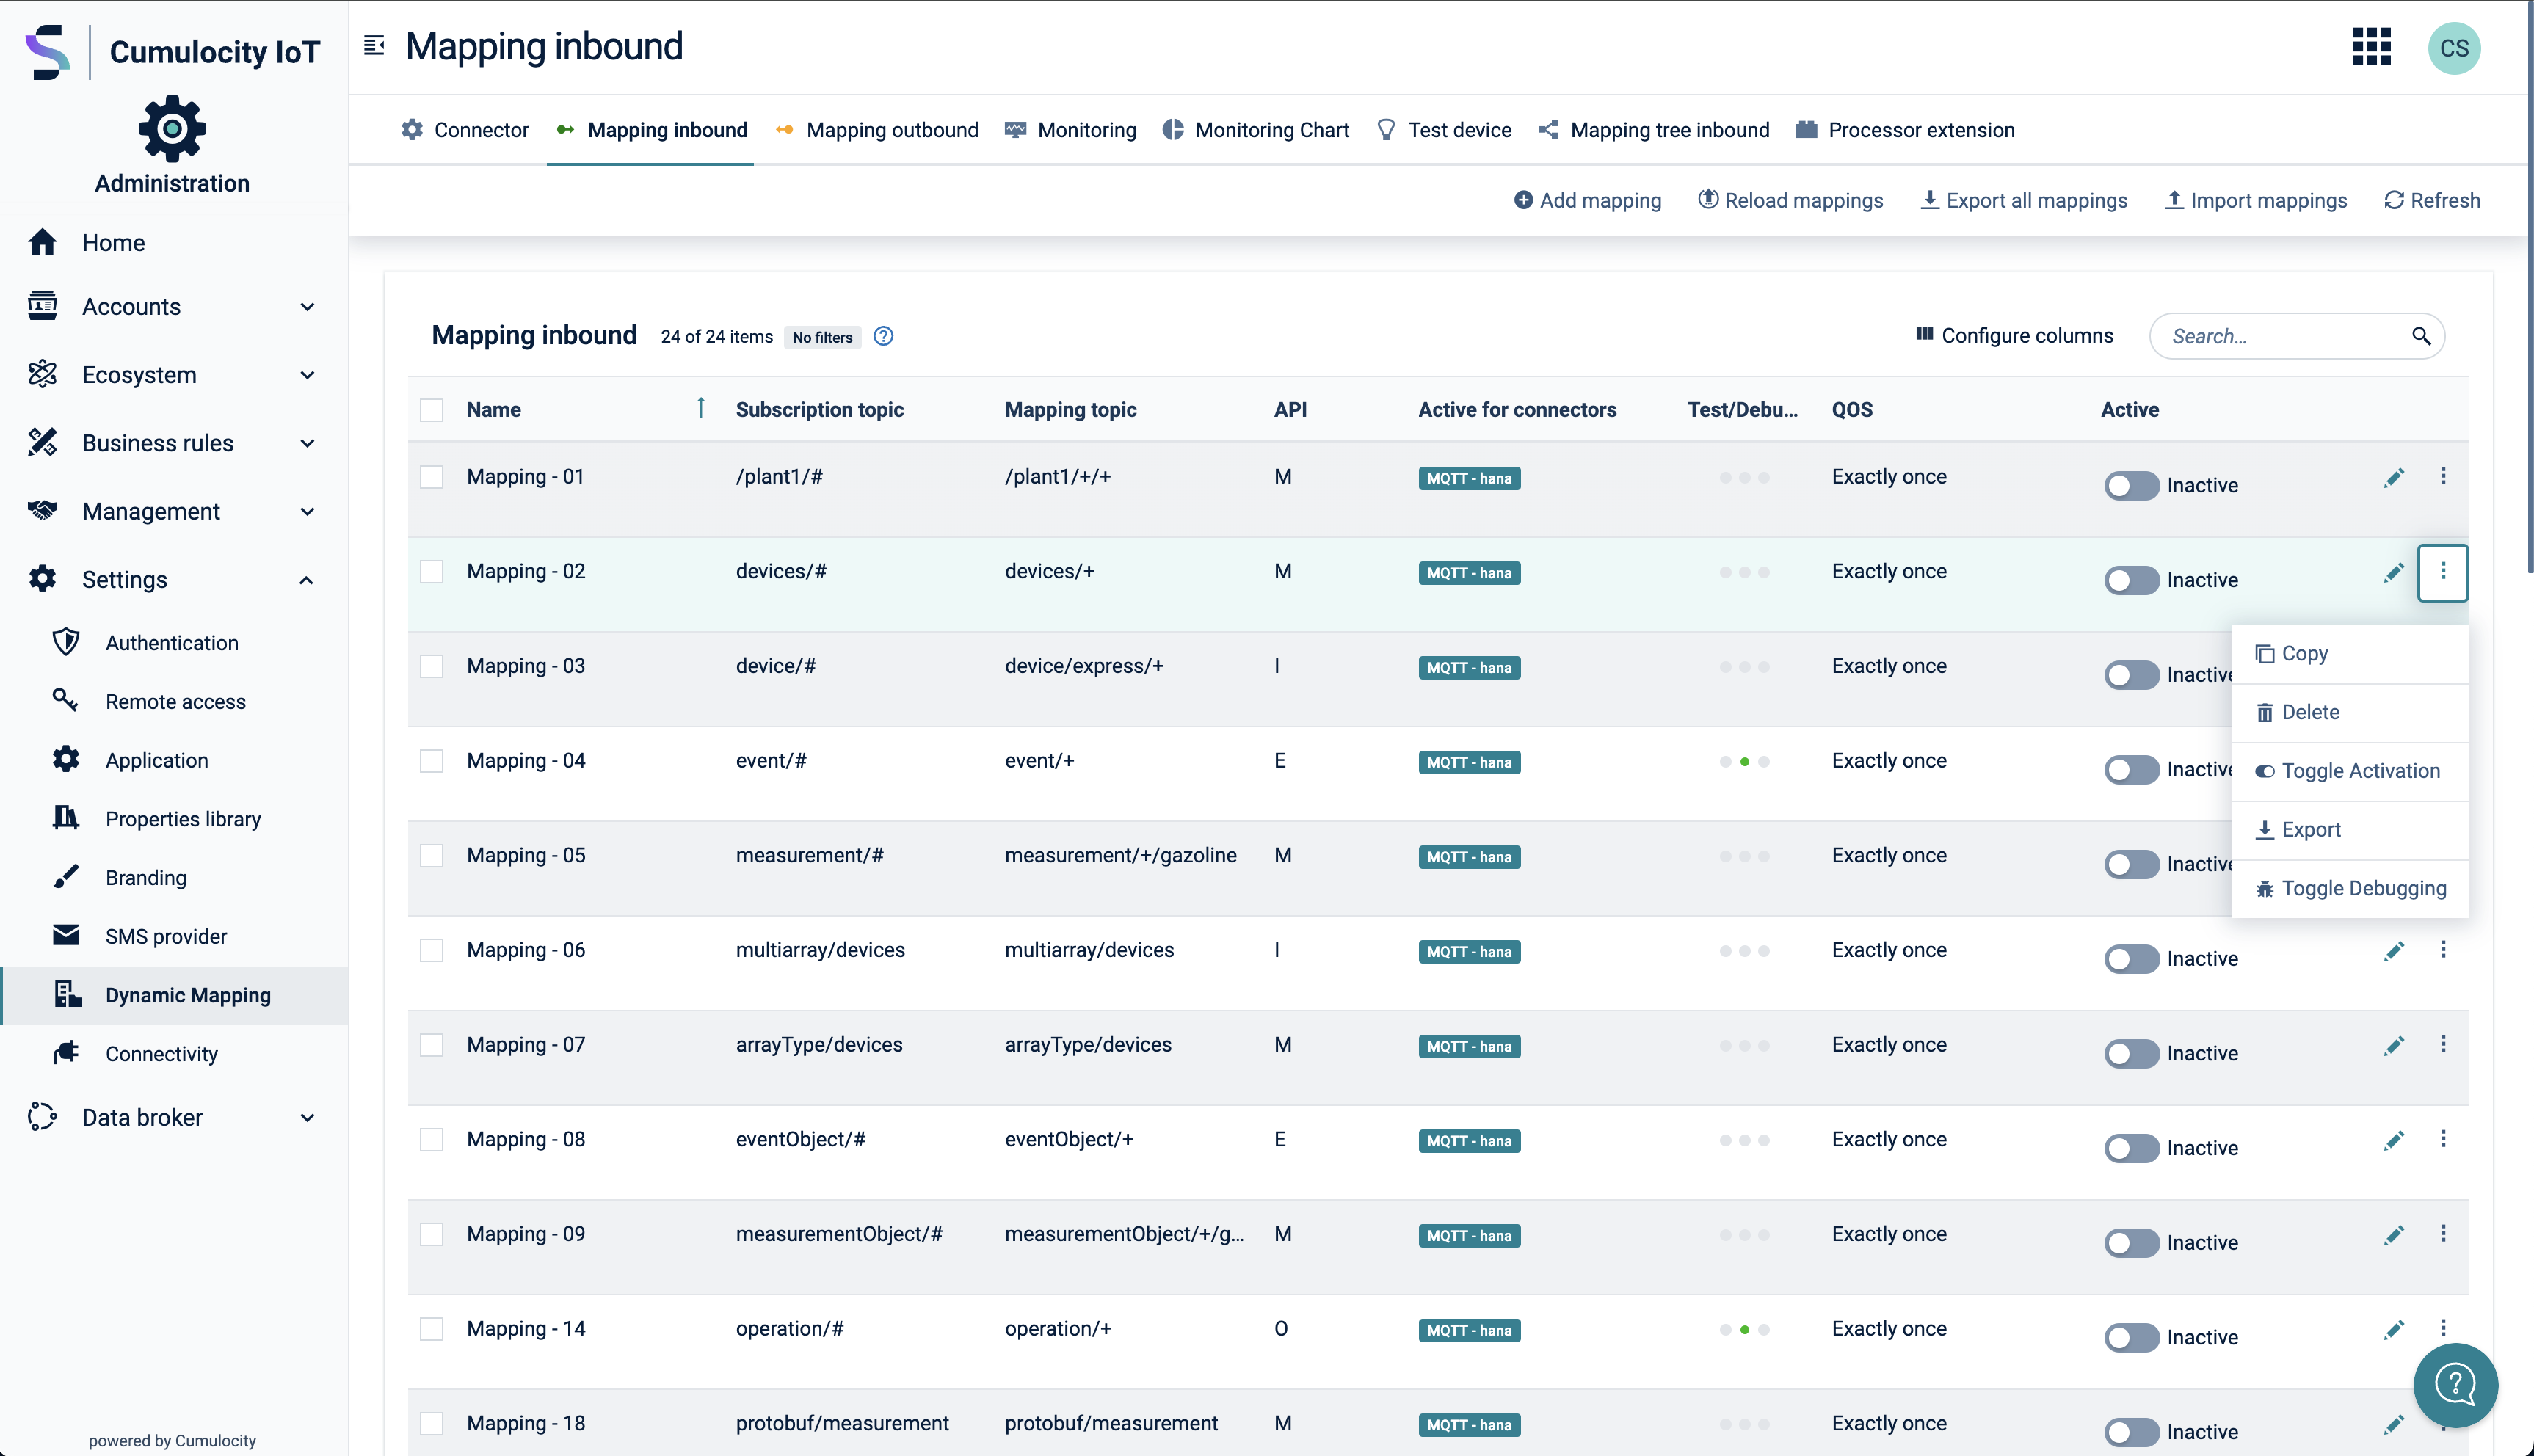 Cumulocity IoT
Administration
Home
Accounts
Ecosystem
Business rules
Management
Settings
Authentication
Remote access
Application
Properties library
Branding
SMS provider
Dynamic Mapping
Connectivity
Data broker
powered by Cumulocity
Mapping inbound
CS
Connector Mapping inbound Mapping outbound Monitoring Monitoring Chart Test device Mapping tree inbound Processor extension
Add mapping Reload mappings Export all mappings Import mappings Refresh
Mapping inbound 24 of 24 items No filters Configure columns Search...
Name Subscription topic Mapping topic API Active for connectors Test/Debu... QOS Active
Mapping - 01 /plant1/# /plant1/+/+ M MQTT - hana Exactly once Inactive
Mapping - 02 devices/# devices/+ M MQTT - hana Exactly once Inactive
Mapping - 03 device/# device/express/+ I MQTT - hana Exactly once Inactive
Mapping - 04 event/# event/+ E MQTT - hana Exactly once Inactive
Mapping - 05 measurement/# measurement/+/gazoline M MQTT - hana Exactly once Inactive
Copy
Delete
Toggle Activation
Export
Toggle Debugging
Mapping - 06 multiarray/devices multiarray/devices I MQTT - hana Exactly once Inactive
Mapping - 07 arrayType/devices arrayType/devices M MQTT - hana Exactly once Inactive
Mapping - 08 eventObject/# eventObject/+ E MQTT - hana Exactly once Inactive
Mapping - 09 measurementObject/# measurementObject/+/g... M MQTT - hana Exactly once Inactive
Mapping - 14 operation/# operation/+ O MQTT - hana Exactly once Inactive
Mapping - 18 protobuf/measurement protobuf/measurement M MQTT - hana Exactly once Inactive